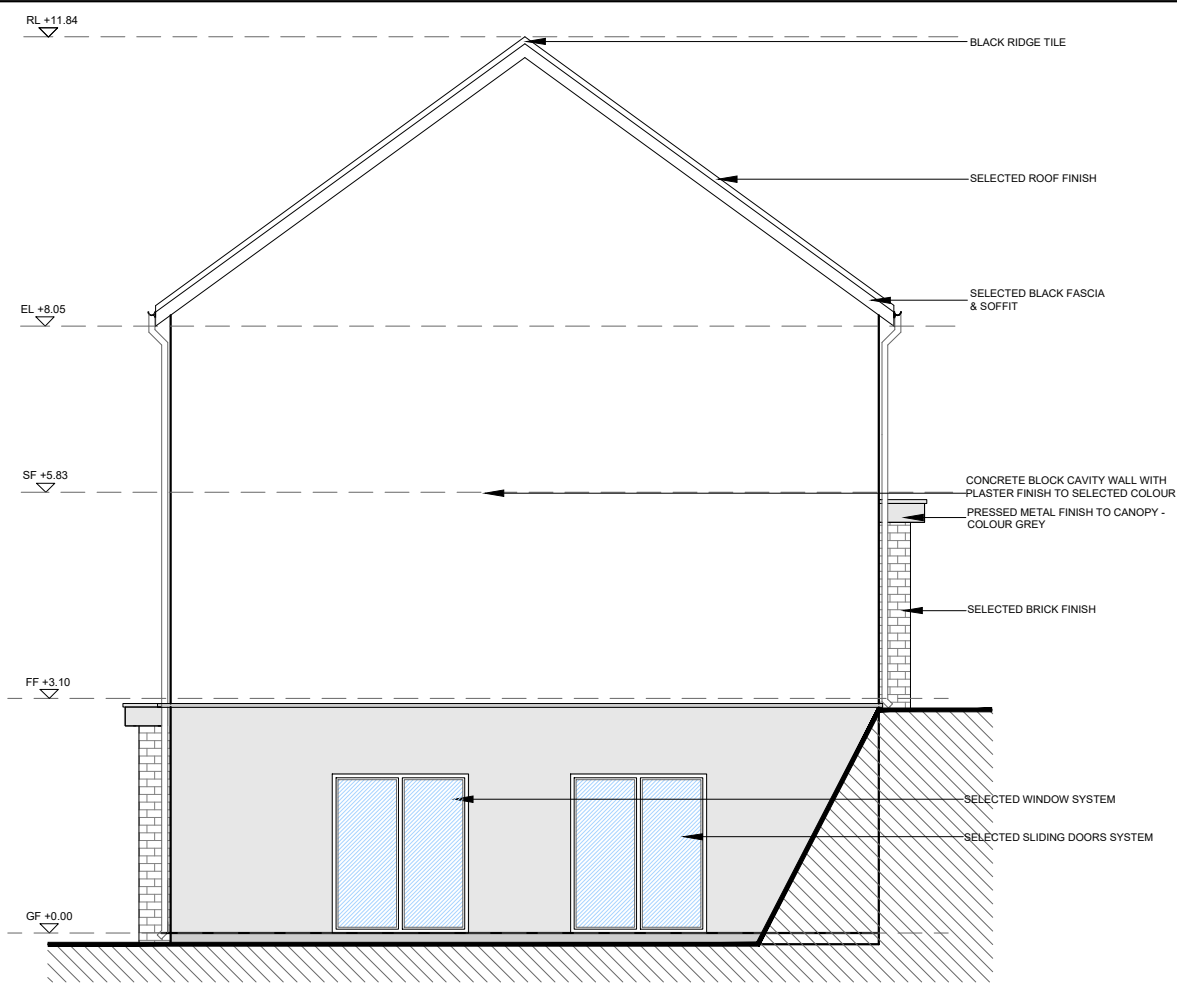 RL +11.84
BLACK RIDGE TILE
SELECTED ROOF FINISH
SELECTED BLACK FASCIA
& SOFFIT
EL +8.05
SF +5.83
CONCRETE BLOCK CAVITY WALL WITH
PLASTER FINISH TO SELECTED COLOUR
PRESSED METAL FINISH TO CANOPY -
COLOUR GREY
SELECTED BRICK FINISH
FF +3.10
SELECTED WINDOW SYSTEM
SELECTED SLIDING DOORS SYSTEM
GF +0.00